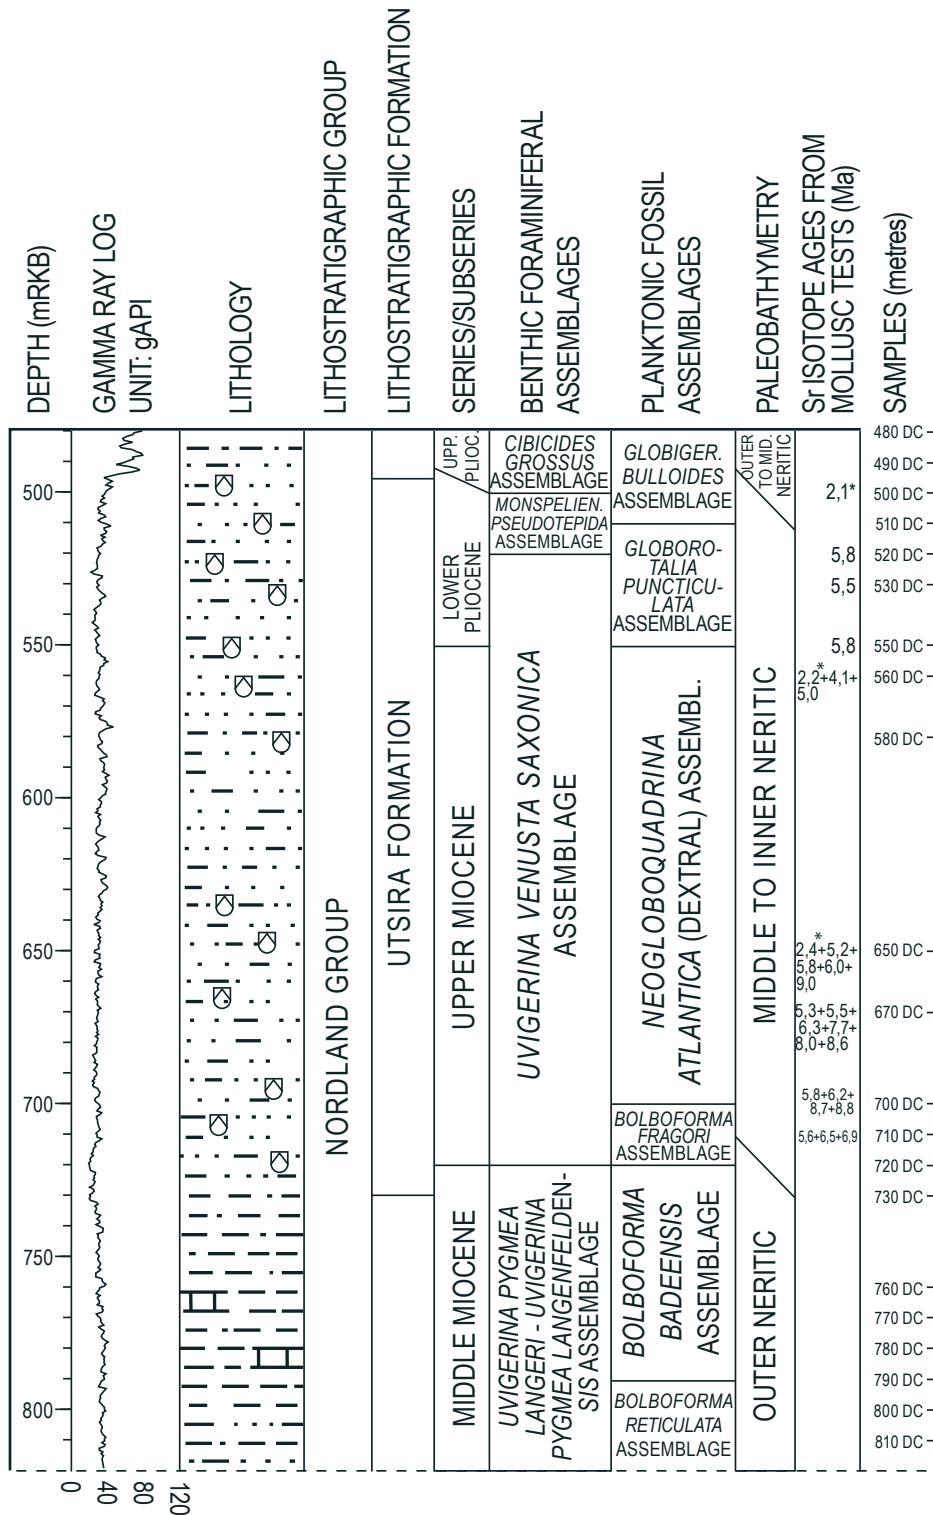 DEPTH (mRKB)
GAMMA RAY LOG
UNIT: gAPI
LITHOLOGY
LITHOSTRATIGRAPHIC GROUP
LITHOSTRATIGRAPHIC FORMATION
SERIES/SUBSERIES
BENTHIC FORAMINIFERAL
ASSEMBLAGES
PLANKTONIC FOSSIL
ASSEMBLAGES
PALEOBATHYMETRY
Sr ISOTOPE AGES FROM
MOLLUSC TESTS (Ma)
SAMPLES (metres)
500
550
600
650
700
750
800
0
40
80
120
NORDLAND GROUP
UTSIRA FORMATION
UPP.
PLIOC.
LOWER
PLIOCENE
UPPER MIOCENE
MIDDLE MIOCENE
CIBICIDES
GROSSUS
ASSEMBLAGE
MONSPELIEN.
PSEUDOTEPIDA
ASSEMBLAGE
UVIGERINA VENUSTA SAXONICA
ASSEMBLAGE
UVIGERINA PYGMEA
LANGERI - UVIGERINA
PYGMEA LANGENFELDEN-
SIS ASSEMBLAGE
GLOBIGER.
BULLOIDES
ASSEMBLAGE
GLOBORO-
TALIA
PUNCTICU-
LATA
ASSEMBLAGE
NEOGLOBOQUADRINA
ATLANTICA (DEXTRAL) ASSEMBL.
BOLBOFORMA
FRAGORI
ASSEMBLAGE
BOLBOFORMA
BADEENSIS
ASSEMBLAGE
BOLBOFORMA
RETICULATA
ASSEMBLAGE
OUTER
TO MID.
NERITIC
MIDDLE TO INNER NERITIC
OUTER NERITIC
2,1*
5,8
5,5
5,8
*
2,2+4,1+
5,0
*
2,4+5,2+
5,8+6,0+
9,0
5,3+5,5+
6,3+7,7+
8,0+8,6
5,8+6,2+
8,7+8,8
5,6+6,5+6,9
480 DC
490 DC
500 DC
510 DC
520 DC
530 DC
550 DC
560 DC
580 DC
650 DC
670 DC
700 DC
710 DC
720 DC
730 DC
760 DC
770 DC
780 DC
790 DC
800 DC
810 DC